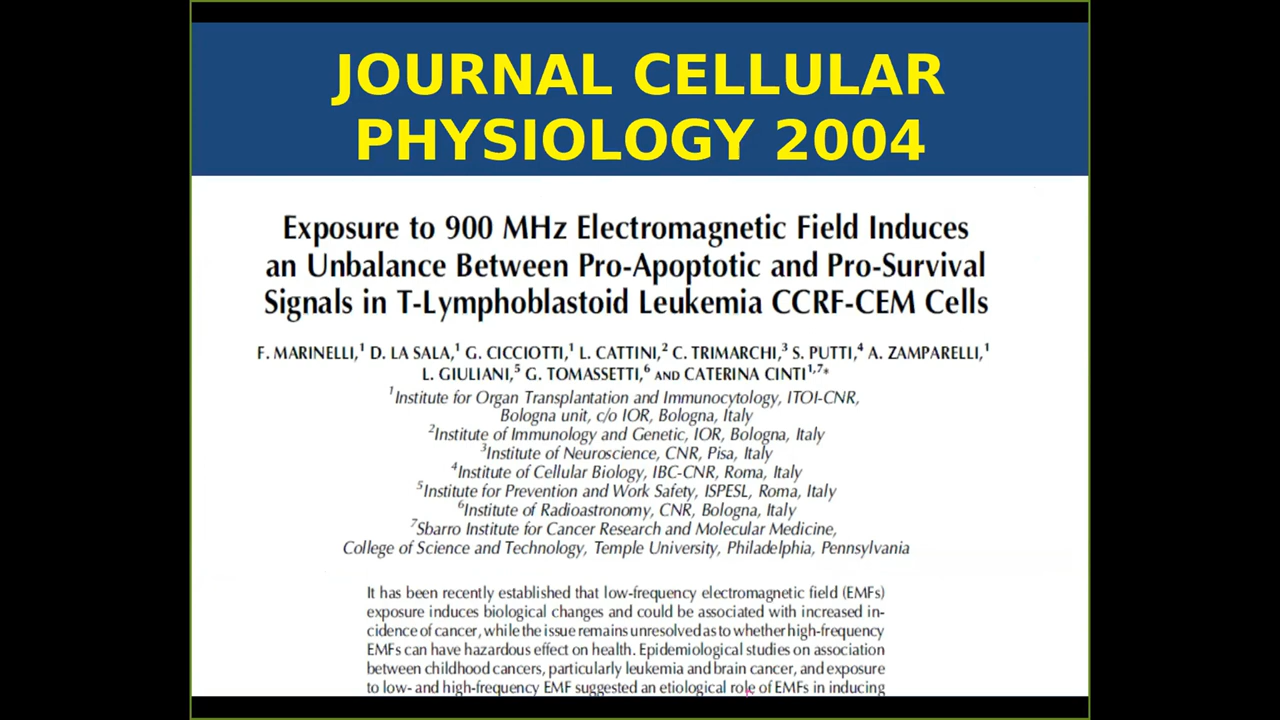 JOURNAL CELLULAR
PHYSIOLOGY 2004
Exposure to 900 MHz Electromagnetic Field Induces
an Unbalance Between Pro-Apoptotic and Pro-Survival
Signals in T-Lymphoblastoid Leukemia CCRF-CEM Cells
F. MARINELLI,¹ D. LA SALA,¹ G. CICCIOTTI,¹ L. CATTINI,² C. TRIMARCHI,³ S. PUTTI,⁴ A. ZAMPARELLI,¹
L. GIULIANI,⁵ G. TOMASSETTI,⁶ AND CATERINA CINTI¹,⁷*
¹Institute for Organ Transplantation and Immunocytology, ITOI-CNR,
Bologna unit, c/o IOR, Bologna, Italy
²Institute of Immunology and Genetic, IOR, Bologna, Italy
³Institute of Neuroscience, CNR, Pisa, Italy
⁴Institute of Cellular Biology, IBC-CNR, Roma, Italy
⁵Institute for Prevention and Work Safety, ISPESL, Roma, Italy
⁶Institute of Radioastronomy, CNR, Bologna, Italy
⁷Sbarro Institute for Cancer Research and Molecular Medicine,
College of Science and Technology, Temple University, Philadelphia, Pennsylvania
It has been recently established that low-frequency electromagnetic field (EMFs)
exposure induces biological changes and could be associated with increased in-
cidence of cancer, while the issue remains unresolved as to whether high-frequency
EMFs can have hazardous effect on health. Epidemiological studies on association
between childhood cancers, particularly leukemia and brain cancer, and exposure
to low- and high-frequency EMF suggested an etiological role of EMFs in inducing